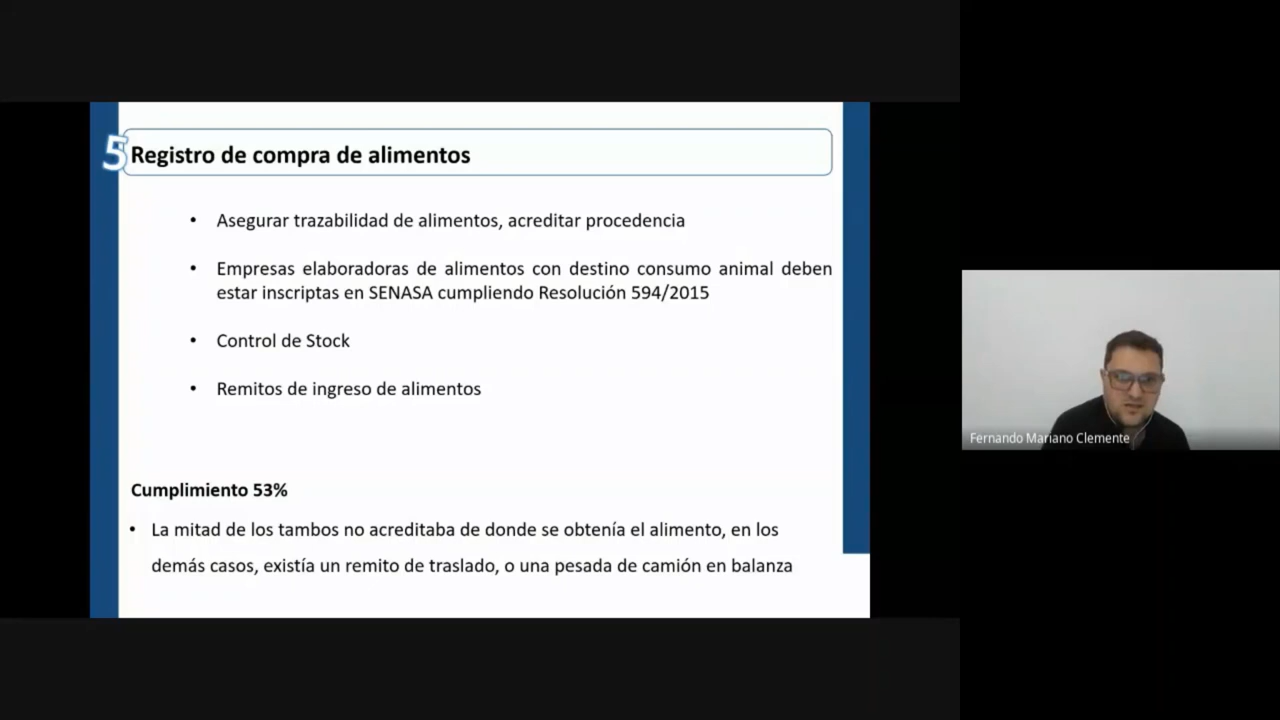 5
Registro de compra de alimentos
• Asegurar trazabilidad de alimentos, acreditar procedencia
• Empresas elaboradoras de alimentos con destino consumo animal deben
estar inscriptas en SENASA cumpliendo Resolución 594/2015
• Control de Stock
• Remitos de ingreso de alimentos
Cumplimiento 53%
• La mitad de los tambos no acreditaba de donde se obtenía el alimento, en los
demás casos, existía un remito de traslado, o una pesada de camión en balanza
Fernando Mariano Clemente